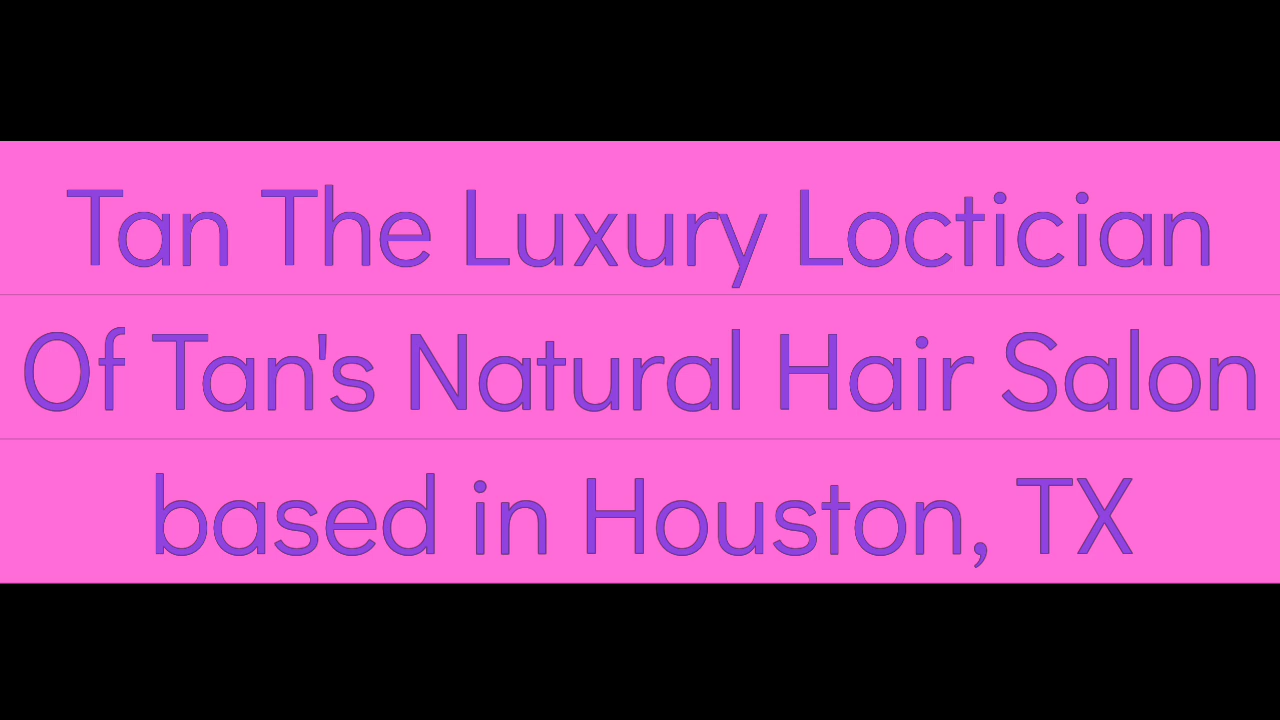 Tan The Luxury Loctician
Of Tan's Natural Hair Salon
based in Houston, TX